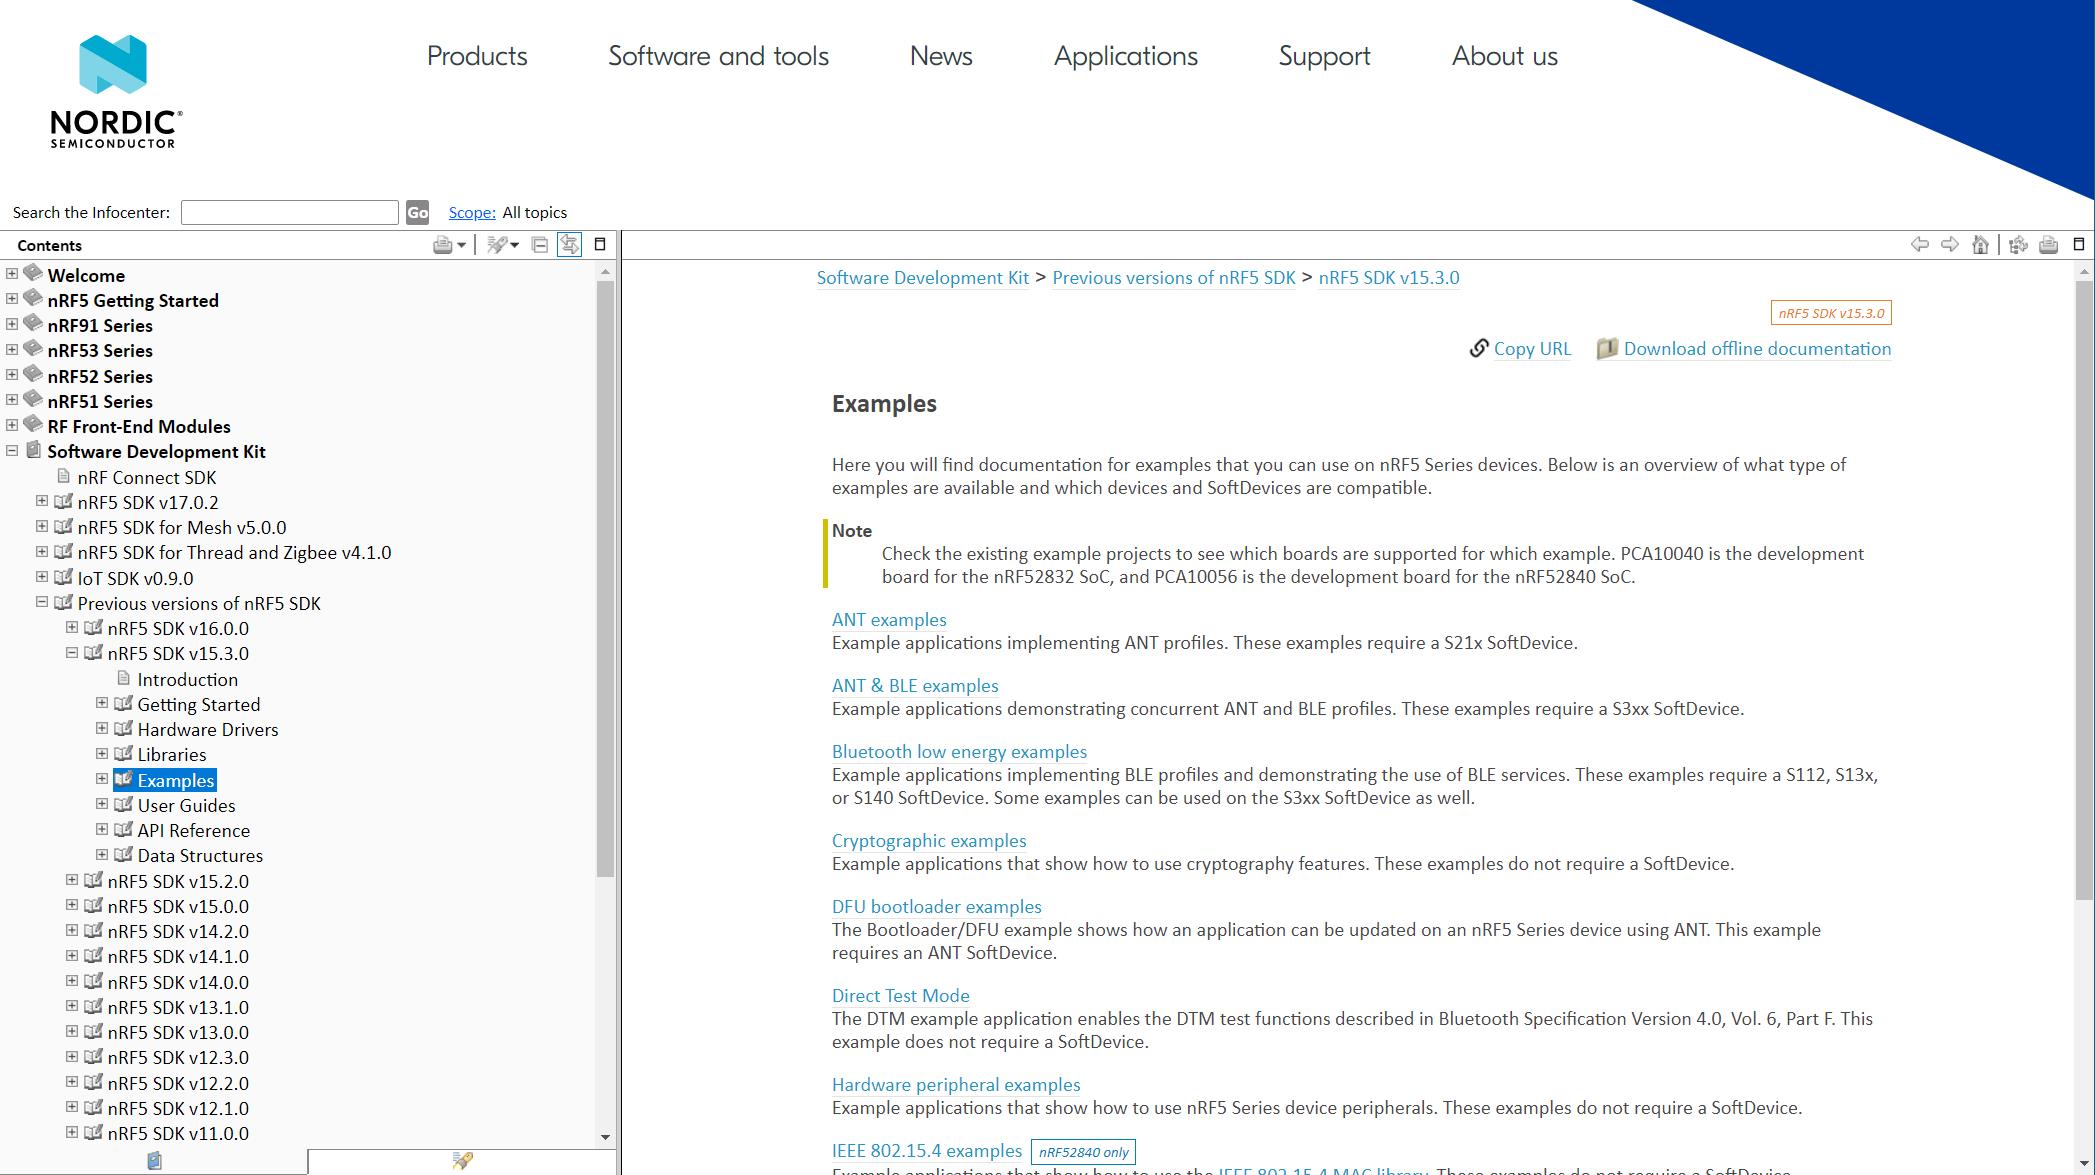 NORDIC®
SEMICONDUCTOR
Products
Software and tools
News
Applications
Support
About us
Search the Infocenter:
Go
Scope: All topics
Contents
Welcome
nRF5 Getting Started
nRF91 Series
nRF53 Series
nRF52 Series
nRF51 Series
RF Front-End Modules
Software Development Kit
nRF Connect SDK
nRF5 SDK v17.0.2
nRF5 SDK for Mesh v5.0.0
nRF5 SDK for Thread and Zigbee v4.1.0
IoT SDK v0.9.0
Previous versions of nRF5 SDK
nRF5 SDK v16.0.0
nRF5 SDK v15.3.0
Introduction
Getting Started
Hardware Drivers
Libraries
Examples
User Guides
API Reference
Data Structures
nRF5 SDK v15.2.0
nRF5 SDK v15.0.0
nRF5 SDK v14.2.0
nRF5 SDK v14.1.0
nRF5 SDK v14.0.0
nRF5 SDK v13.1.0
nRF5 SDK v13.0.0
nRF5 SDK v12.3.0
nRF5 SDK v12.2.0
nRF5 SDK v12.1.0
nRF5 SDK v11.0.0
Software Development Kit > Previous versions of nRF5 SDK > nRF5 SDK v15.3.0
nRF5 SDK v15.3.0
Copy URL
Download offline documentation
Examples
Here you will find documentation for examples that you can use on nRF5 Series devices. Below is an overview of what type of
examples are available and which devices and SoftDevices are compatible.
Note
Check the existing example projects to see which boards are supported for which example. PCA10040 is the development
board for the nRF52832 SoC, and PCA10056 is the development board for the nRF52840 SoC.
ANT examples
Example applications implementing ANT profiles. These examples require a S21x SoftDevice.
ANT & BLE examples
Example applications demonstrating concurrent ANT and BLE profiles. These examples require a S3xx SoftDevice.
Bluetooth low energy examples
Example applications implementing BLE profiles and demonstrating the use of BLE services. These examples require a S112, S13x,
or S140 SoftDevice. Some examples can be used on the S3xx SoftDevice as well.
Cryptographic examples
Example applications that show how to use cryptography features. These examples do not require a SoftDevice.
DFU bootloader examples
The Bootloader/DFU example shows how an application can be updated on an nRF5 Series device using ANT. This example
requires an ANT SoftDevice.
Direct Test Mode
The DTM example application enables the DTM test functions described in Bluetooth Specification Version 4.0, Vol. 6, Part F. This
example does not require a SoftDevice.
Hardware peripheral examples
Example applications that show how to use nRF5 Series device peripherals. These examples do not require a SoftDevice.
IEEE 802.15.4 examples nRF52840 only
Example applications that show how to use the IEEE 802.15.4 MAC library. These examples do not require a SoftDevice.